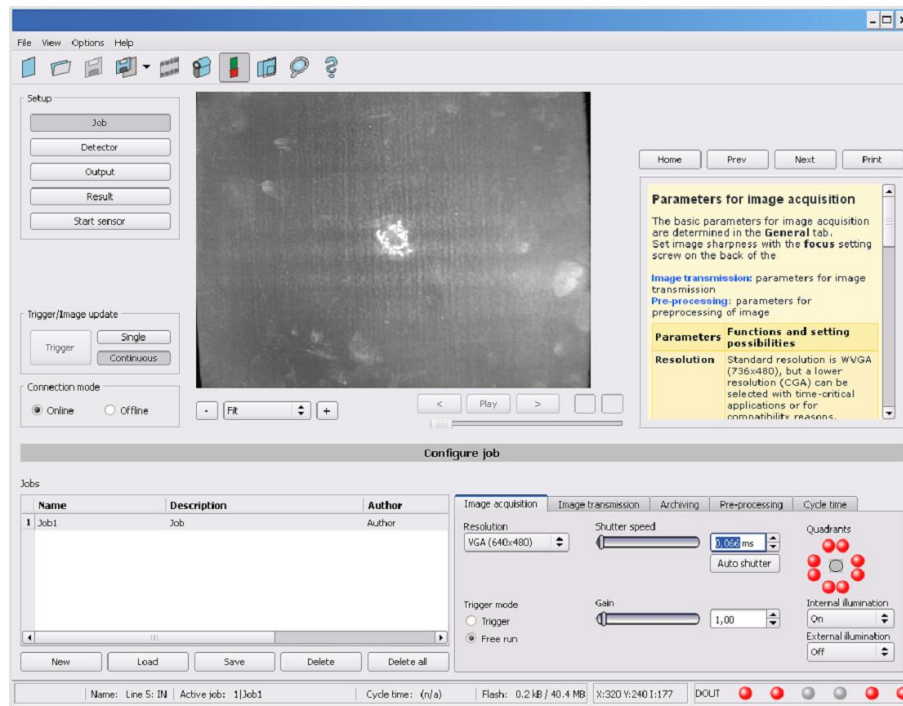 File View Options Help
Setup
Job
Detector
Output
Result
Start sensor
Trigger/Image update
Trigger
Single
Continuous
Connection mode
Online Offline
- Fit +
< Play >
Home Prev Next Print
Parameters for image acquisition
The basic parameters for image acquisition
are determined in the General tab.
Set image sharpness with the focus setting
screw on the back of the
Image transmission: parameters for image
transmission
Pre-processing: parameters for
preprocessing of image
Parameters Functions and setting
possibilities
Resolution Standard resolution is WVGA
(736x480), but a lower
resolution (CGA) can be
selected with time-critical
applications or for
compatibility reasons.
Configure job
Jobs
Name Description Author
1 Job1 Job Author
New Load Save Delete Delete all
Image acquisition Image transmission Archiving Pre-processing Cycle time
Resolution
VGA (640x480)
Shutter speed
0,066 ms
Auto shutter
Quadrants
Trigger mode
Trigger
Free run
Gain
1,00
Internal illumination
On
External illumination
Off
Name: Line 5: IN Active job: 1|Job1 Cycle time: (n/a) Flash: 0.2 kB / 40.4 MB X:320 Y:240 I:177 DOUT